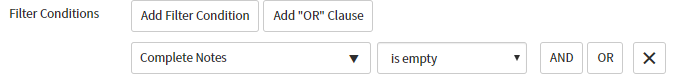 Filter Conditions Add Filter Condition Add "OR" Clause
Complete Notes is empty AND OR